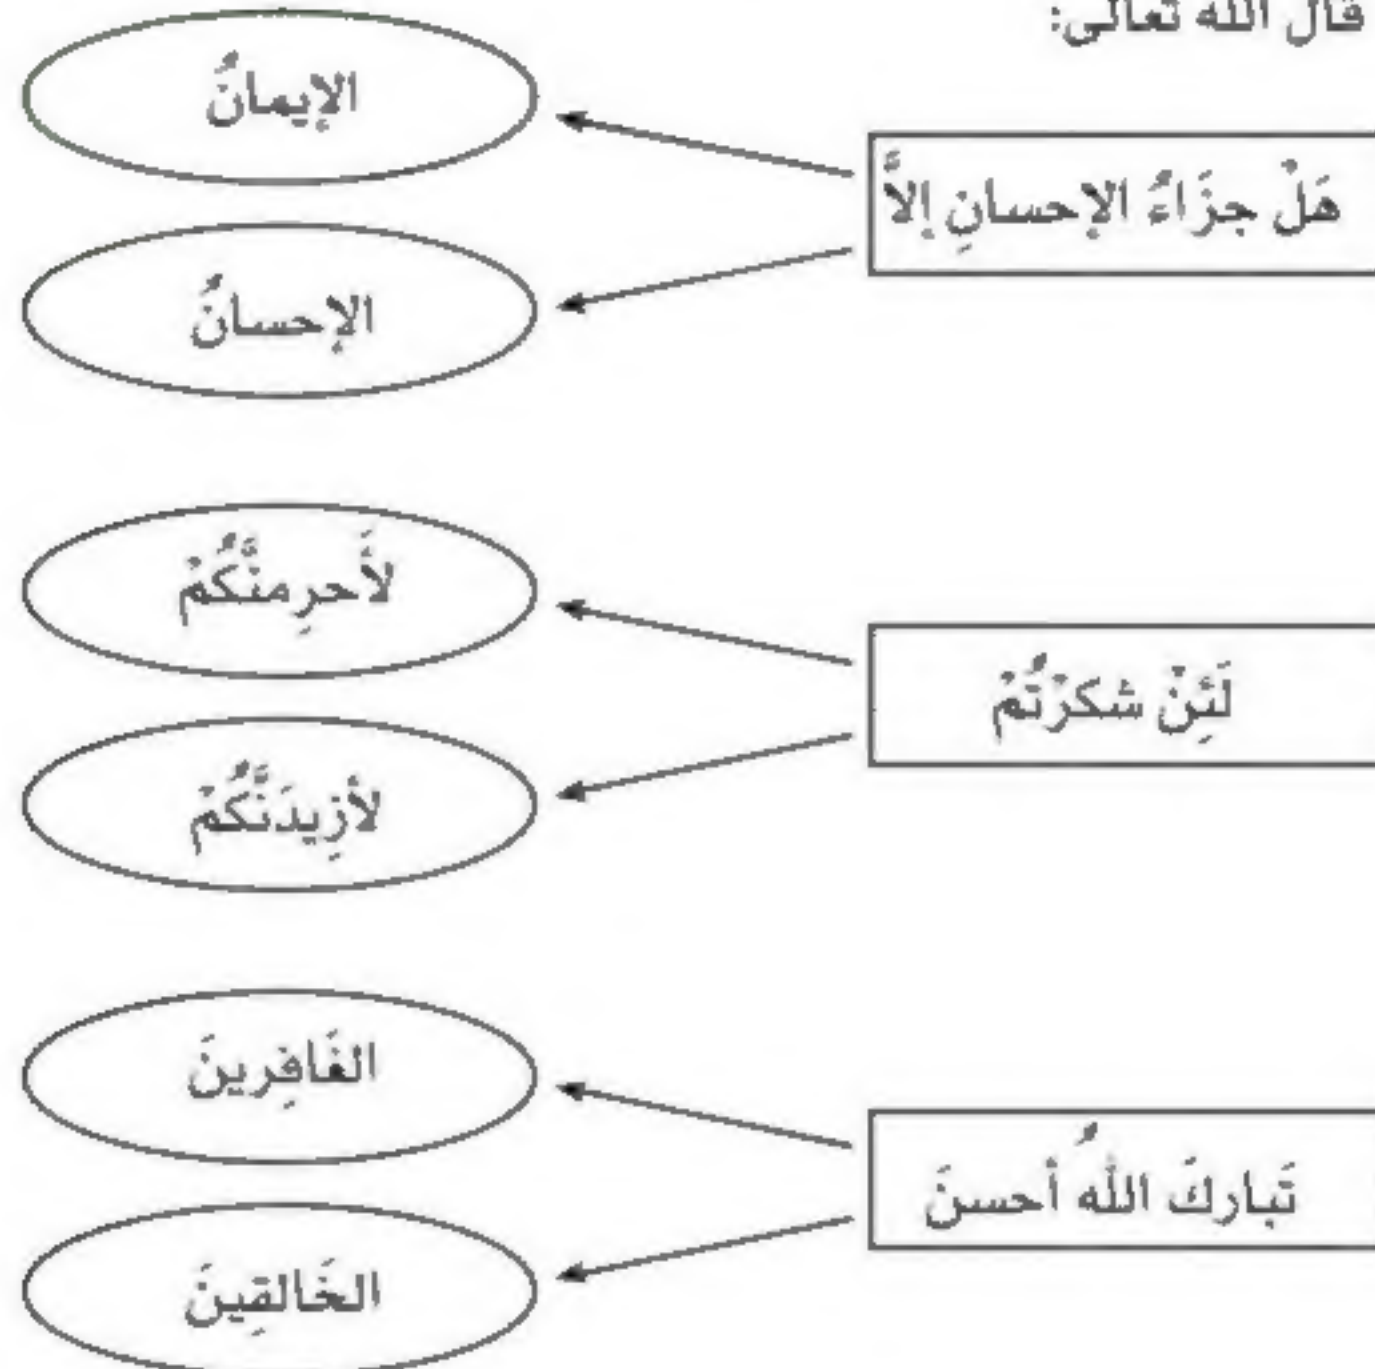 قال الله تعالى:
هَلْ جزَاءُ الإحسانِ إلاَّ
الإيمانُ
الإحسانُ
لَئِنْ شكرْتُمْ
لأَحرِمنَّكُمْ
لأزِيدَنَّكُمْ
تَباركَ اللهُ أحسنَ
الغَافِرينَ
الخَالقِينَ